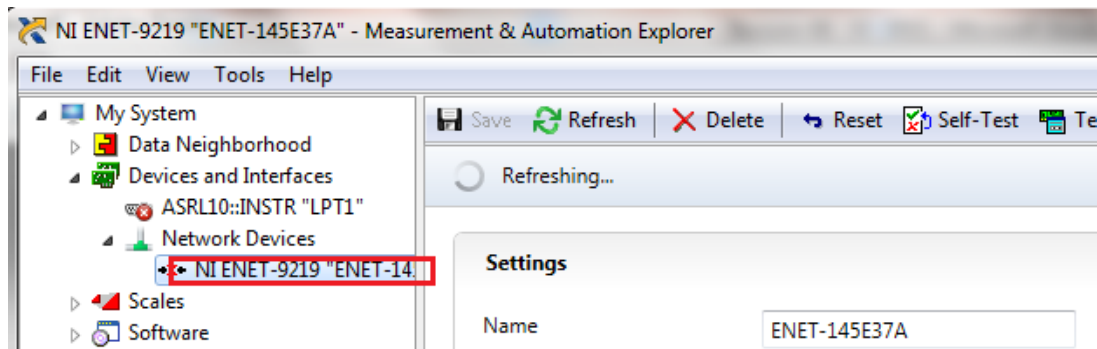 NI ENET-9219 "ENET-145E37A" - Measurement & Automation Explorer
File Edit View Tools Help
My System
Data Neighborhood
Devices and Interfaces
ASRL10::INSTR "LPT1"
Network Devices
NI ENET-9219 "ENET-14
Scales
Software
Save Refresh Delete Reset Self-Test Te
Refreshing...
Settings
Name ENET-145E37A